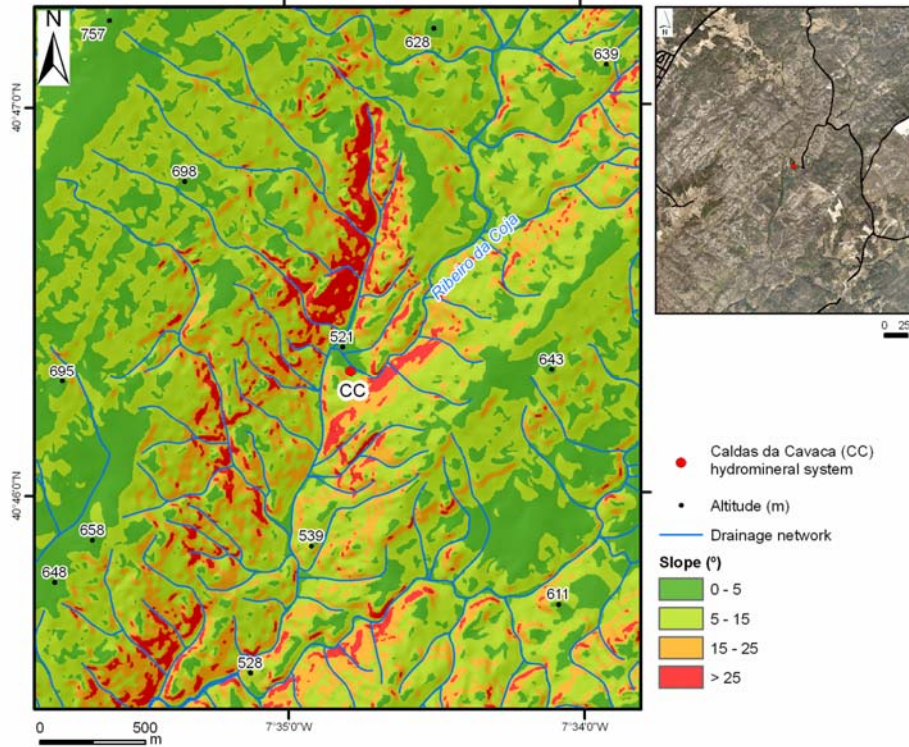 N
757
628
639
40°47'0"N
698
Ribeiro da Coja
521
695
643
CC
40°46'0"N
658
539
648
611
528
0 500
m
7°35'0"W
7°34'0"W
N
0 25
Caldas da Cavaca (CC)
hydromineral system
Altitude (m)
Drainage network
Slope (º)
0 - 5
5 - 15
15 - 25
> 25